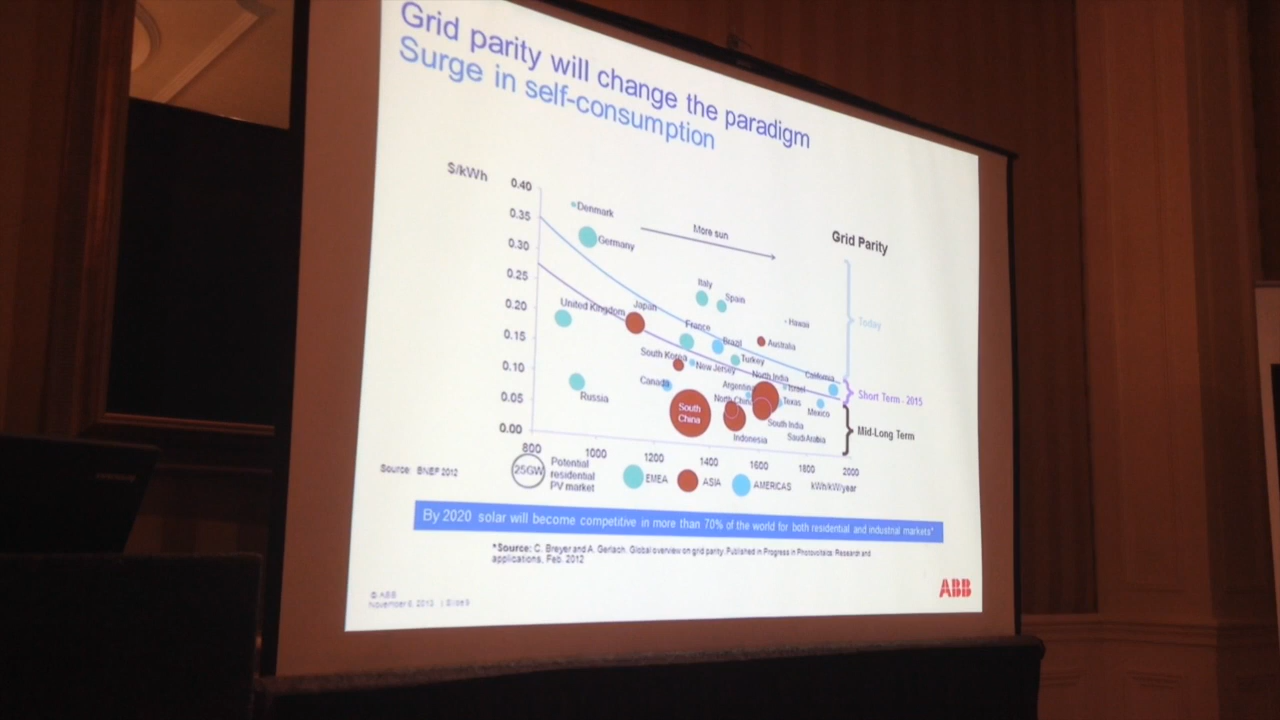 Grid parity will change the paradigm
Surge in self-consumption
$/kWh
0.40
0.35
0.30
0.25
0.20
0.15
0.10
0.05
0.00
Denmark
Germany
More sun
Grid Parity
Italy
Spain
United Kingdom
Japan
Hawaii
Today
France
Brazil
Australia
South Korea
New Jersey
Turkey
North India
California...
Canada
Argentina
Israel
Russia
North China
Texas
Mexico
Short Term - 2015
South
China
South India
Indonesia
Saudi Arabia
Mid-Long Term
800
1000
1200
1400
1600
1800
2000
kWh/kW/year
Source: BNEF 2012
25GW
Potential
residential
PV market
EMEA
ASIA
AMERICAS
By 2020 solar will become competitive in more than 70% of the world for both residential and industrial markets*
*Source: C. Breyer and A. Gerlach, Global overview on grid parity. Published in Progress in Photovoltaics: Research and
applications, Feb. 2012
© ABB
November 6, 2013 | Slide 9
ABB